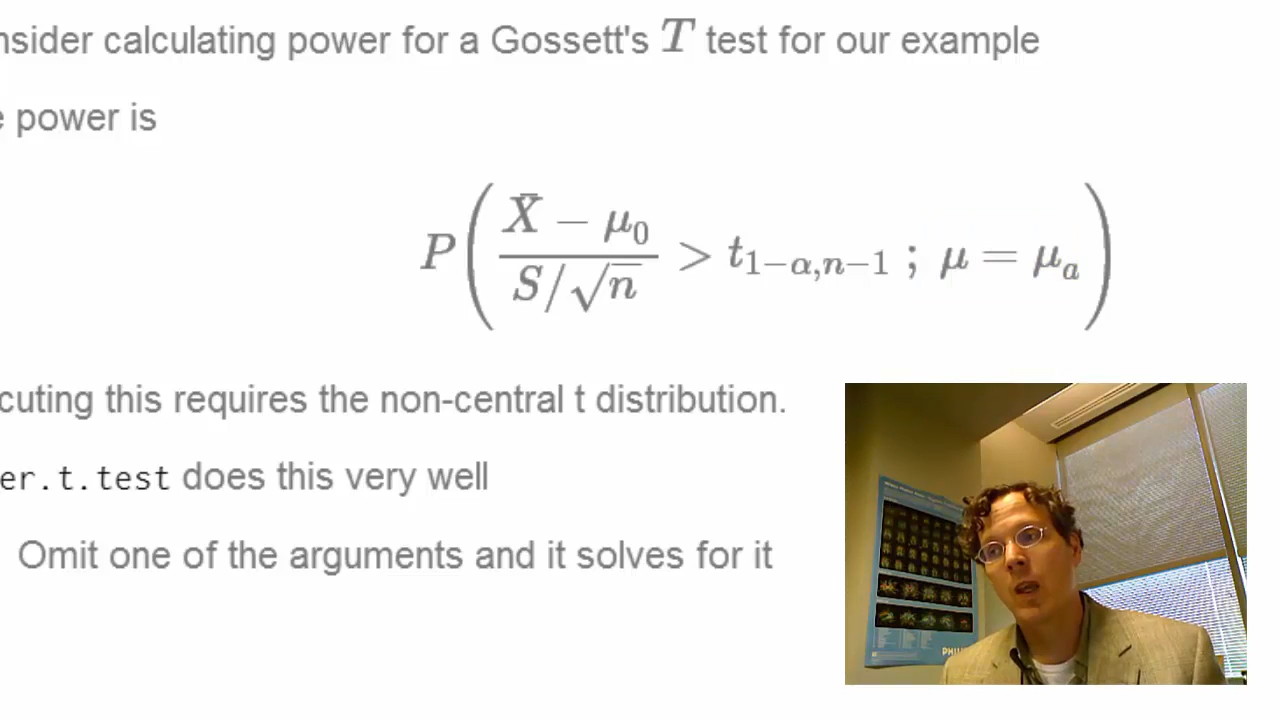 nsider calculating power for a Gossett's T test for our example
e power is
P( (X̄ − μ₀) / (S/√n) > t₁₋α,n₋₁ ; μ = μₐ )
cuting this requires the non-central t distribution.
er.t.test does this very well
Omit one of the arguments and it solves for it
PHIL